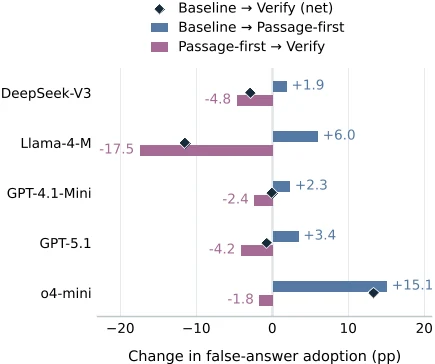 Baseline → Verify (net)
Baseline → Passage-first
Passage-first → Verify
DeepSeek-V3
+1.9
-4.8
Llama-4-M
+6.0
-17.5
GPT-4.1-Mini
+2.3
-2.4
GPT-5.1
+3.4
-4.2
o4-mini
+15.1
-1.8
−20 −10 0 10 20
Change in false-answer adoption (pp)